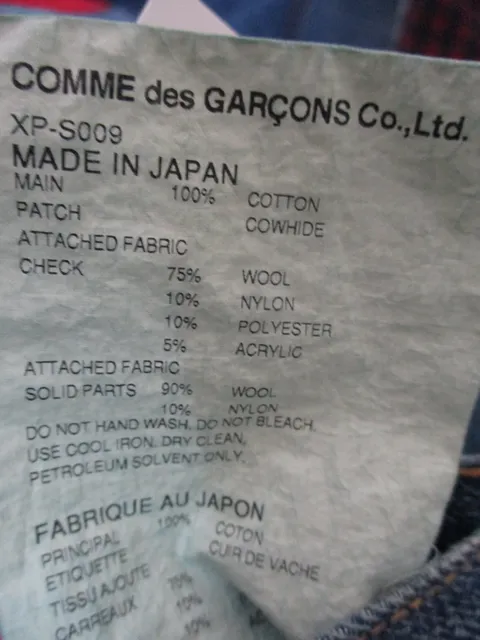 COMME des GARÇONS Co.,Ltd.
XP-S009
MADE IN JAPAN
MAIN 100% COTTON
PATCH COWHIDE
ATTACHED FABRIC
CHECK 75% WOOL
10% NYLON
10% POLYESTER
5% ACRYLIC
ATTACHED FABRIC
SOLID PARTS 90% WOOL
10% NYLON
DO NOT HAND WASH. DO NOT BLEACH.
USE COOL IRON. DRY CLEAN,
PETROLEUM SOLVENT ONLY.
FABRIQUE AU JAPON
PRINCIPAL 100% COTON
ETIQUETTE CUIR DE VACHE
TISSU AJOUTE
CARREAUX
10%
10%